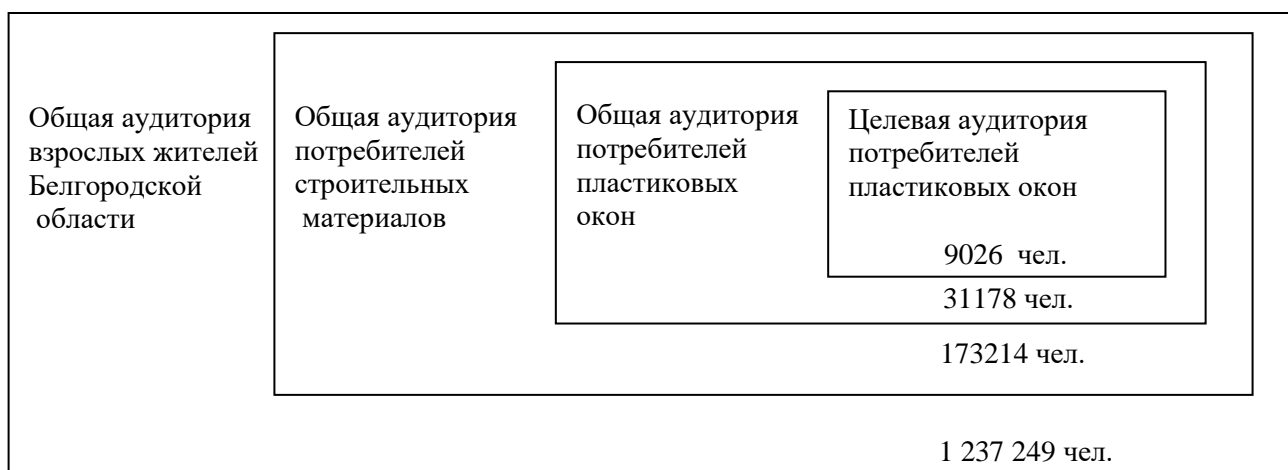 Общая аудитория
взрослых жителей
Белгородской
области
Общая аудитория
потребителей
строительных
материалов
Общая аудитория
потребителей
пластиковых
окон
Целевая аудитория
потребителей
пластиковых окон
9026 чел.
31178 чел.
173214 чел.
1 237 249 чел.